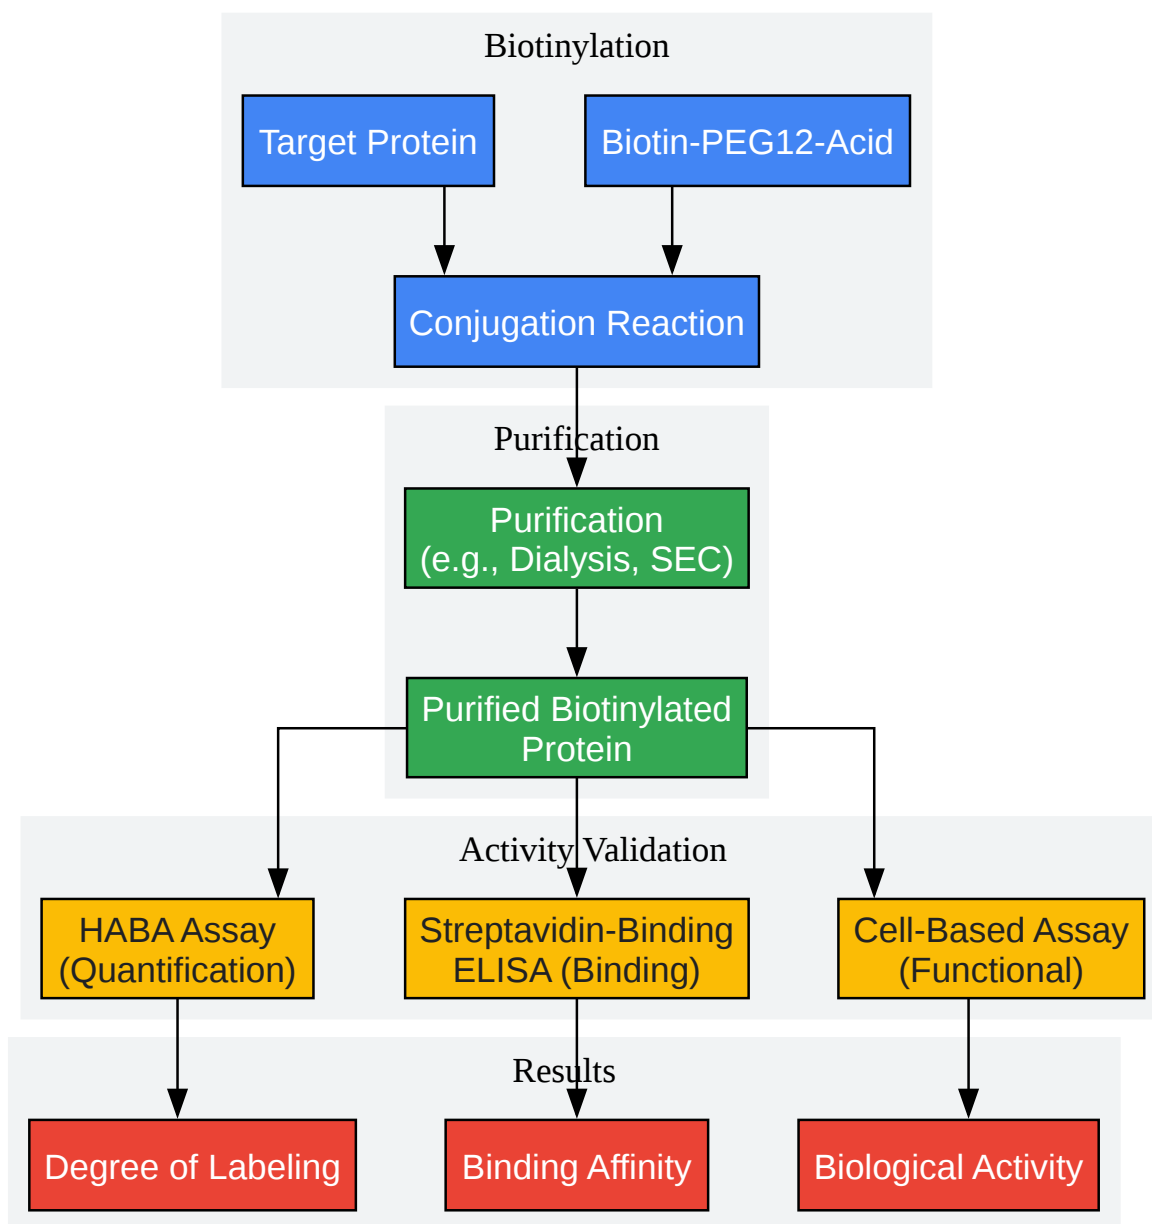 Biotinylation
Target Protein
Biotin-PEG12-Acid
Conjugation Reaction
Purification
Purification
(e.g., Dialysis, SEC)
Purified Biotinylated
Protein
Activity Validation
HABA Assay
(Quantification)
Streptavidin-Binding
ELISA (Binding)
Cell-Based Assay
(Functional)
Results
Degree of Labeling
Binding Affinity
Biological Activity